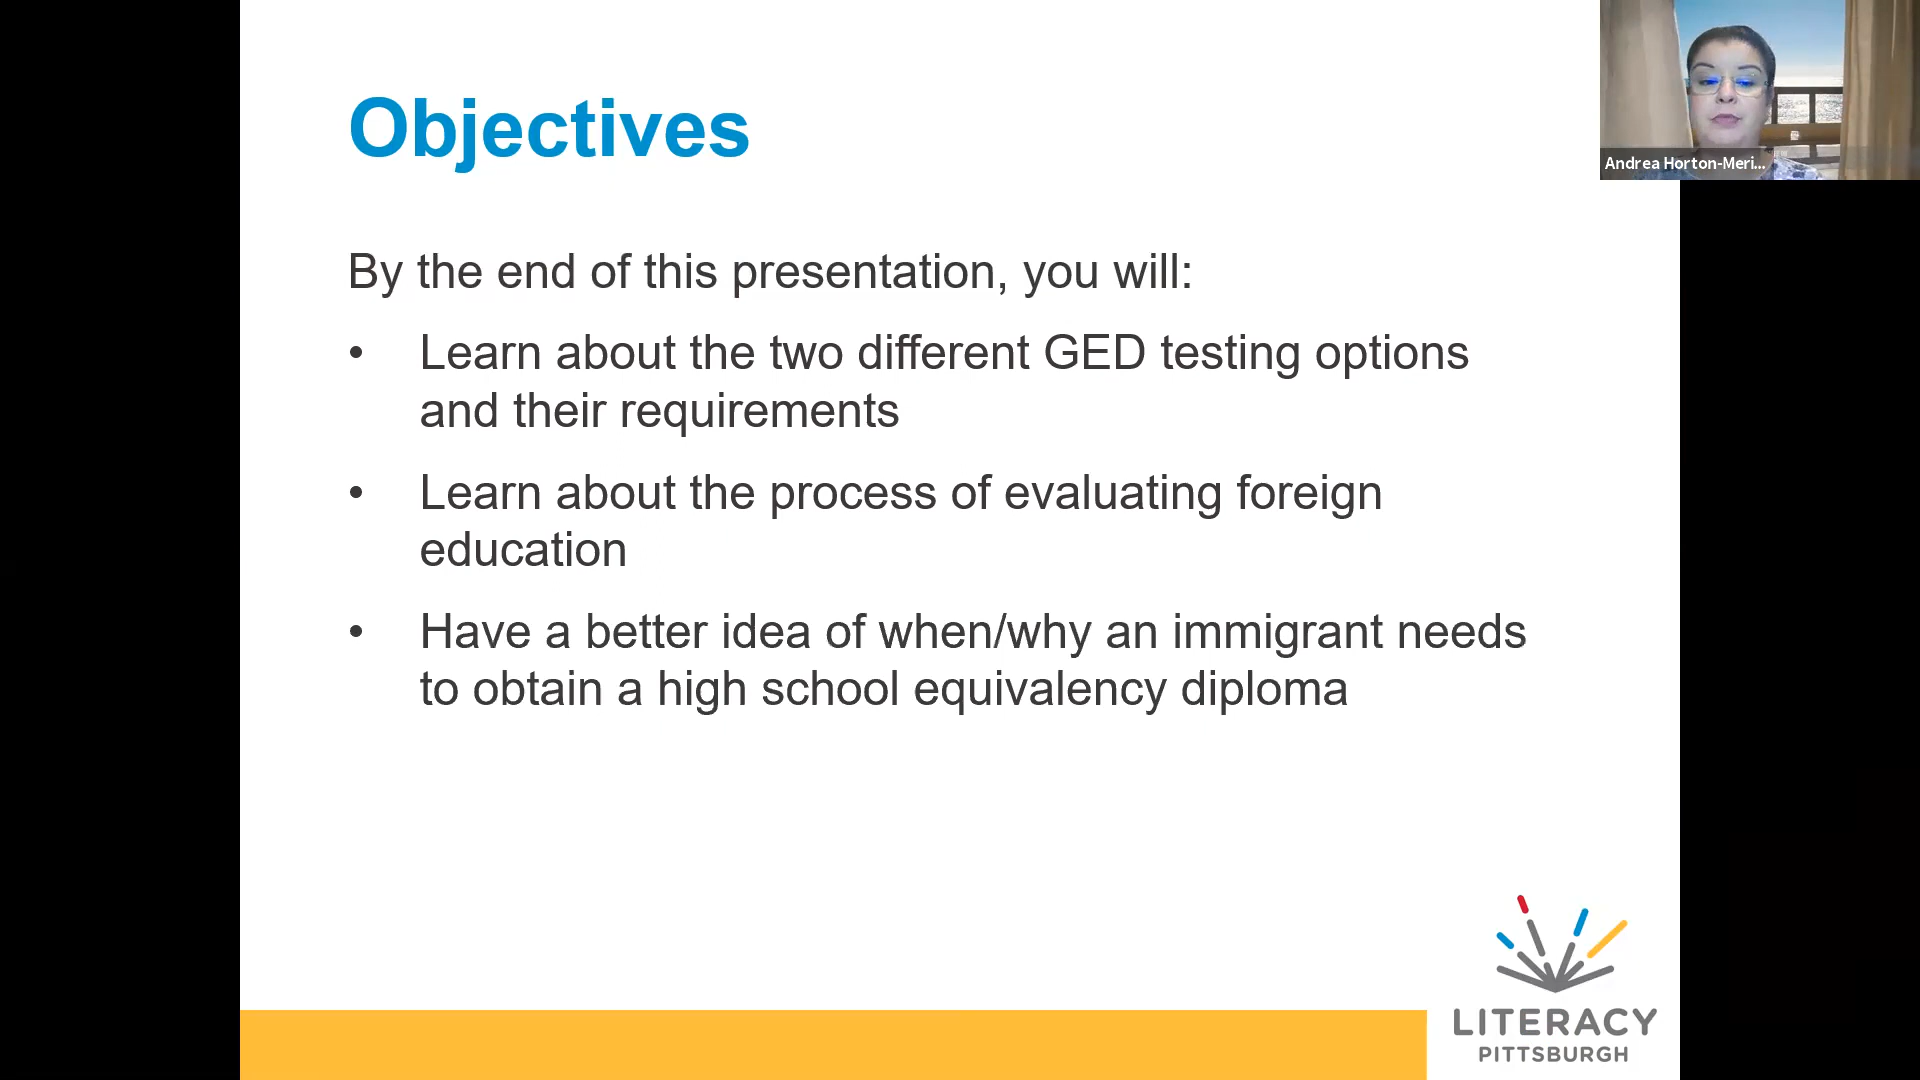 Objectives
Andrea Horton-Meri...
By the end of this presentation, you will:
• Learn about the two different GED testing options
and their requirements
• Learn about the process of evaluating foreign
education
• Have a better idea of when/why an immigrant needs
to obtain a high school equivalency diploma
LITERACY
PITTSBURGH